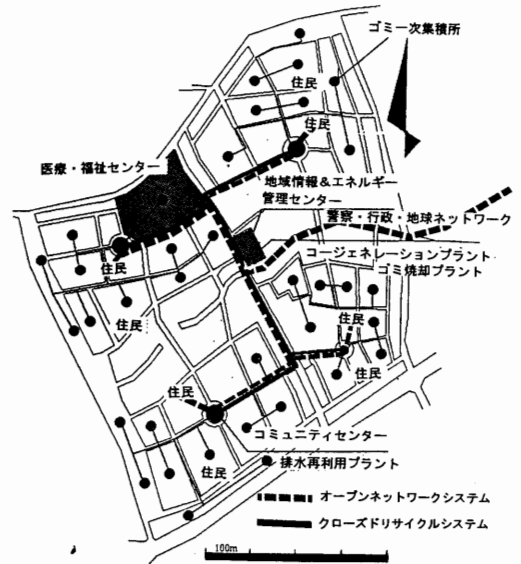 ゴミ一次集積所
住民
住民
医療・福祉センター
地域情報&エネルギー
管理センター
警察・行政・地球ネットワーク
コージェネレーションプラント
ゴミ焼却プラント
住民
住民
住民
住民
住民
コミュニティセンター
住民
排水再利用プラント
オープンネットワークシステム
クローズドリサイクルシステム
100m